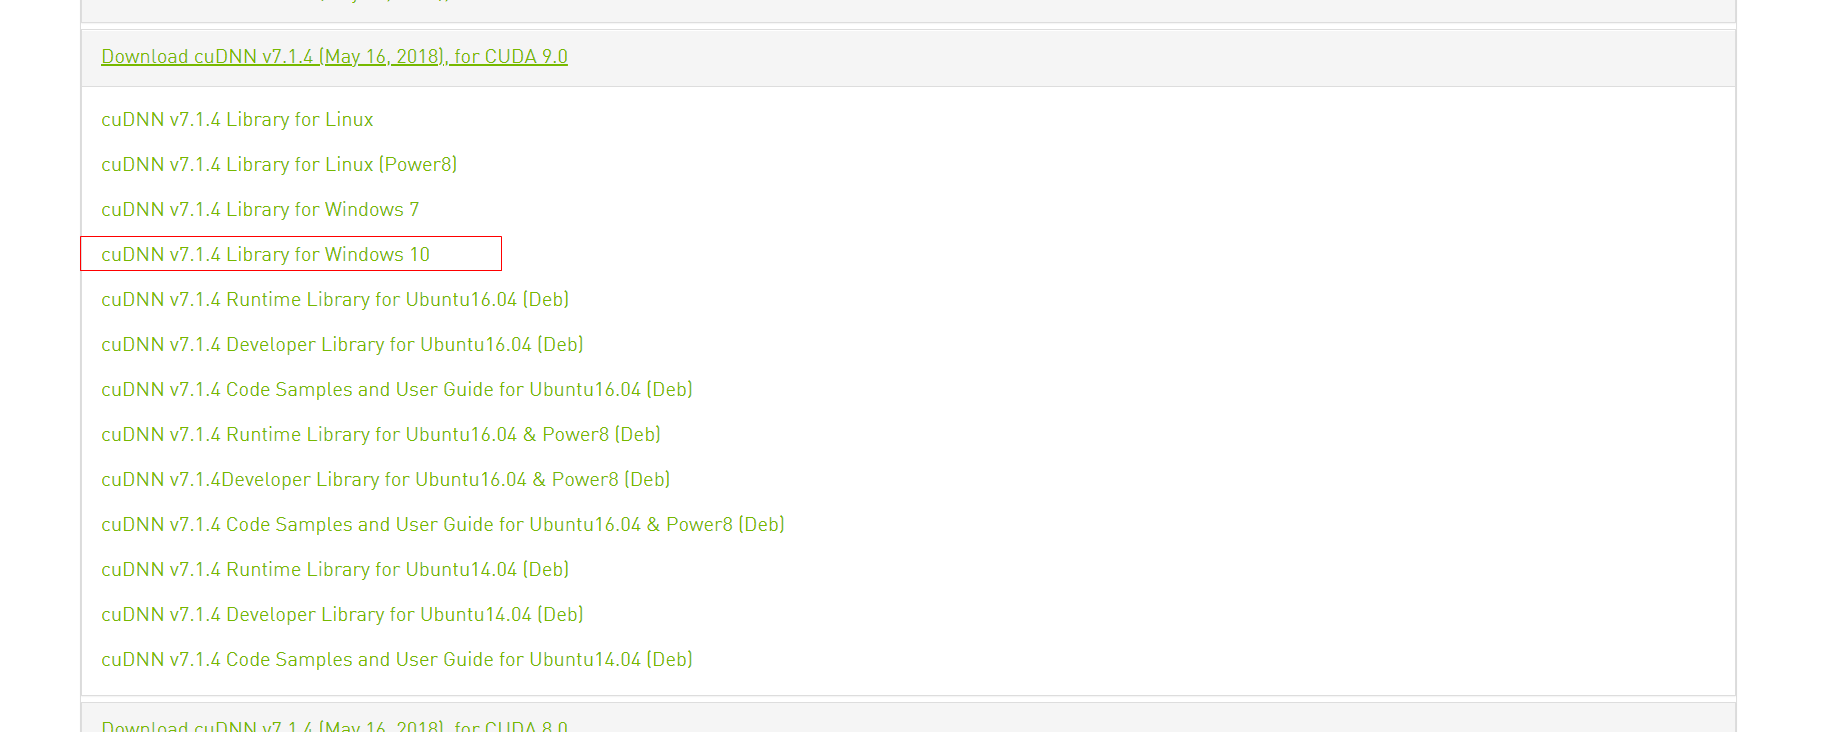 Download cuDNN v7.1.4 (May 16, 2018), for CUDA 9.0
cuDNN v7.1.4 Library for Linux
cuDNN v7.1.4 Library for Linux (Power8)
cuDNN v7.1.4 Library for Windows 7
cuDNN v7.1.4 Library for Windows 10
cuDNN v7.1.4 Runtime Library for Ubuntu16.04 (Deb)
cuDNN v7.1.4 Developer Library for Ubuntu16.04 (Deb)
cuDNN v7.1.4 Code Samples and User Guide for Ubuntu16.04 (Deb)
cuDNN v7.1.4 Runtime Library for Ubuntu16.04 & Power8 (Deb)
cuDNN v7.1.4Developer Library for Ubuntu16.04 & Power8 (Deb)
cuDNN v7.1.4 Code Samples and User Guide for Ubuntu16.04 & Power8 (Deb)
cuDNN v7.1.4 Runtime Library for Ubuntu14.04 (Deb)
cuDNN v7.1.4 Developer Library for Ubuntu14.04 (Deb)
cuDNN v7.1.4 Code Samples and User Guide for Ubuntu14.04 (Deb)
Download cuDNN v7.1.4 (May 16, 2018), for CUDA 8.0